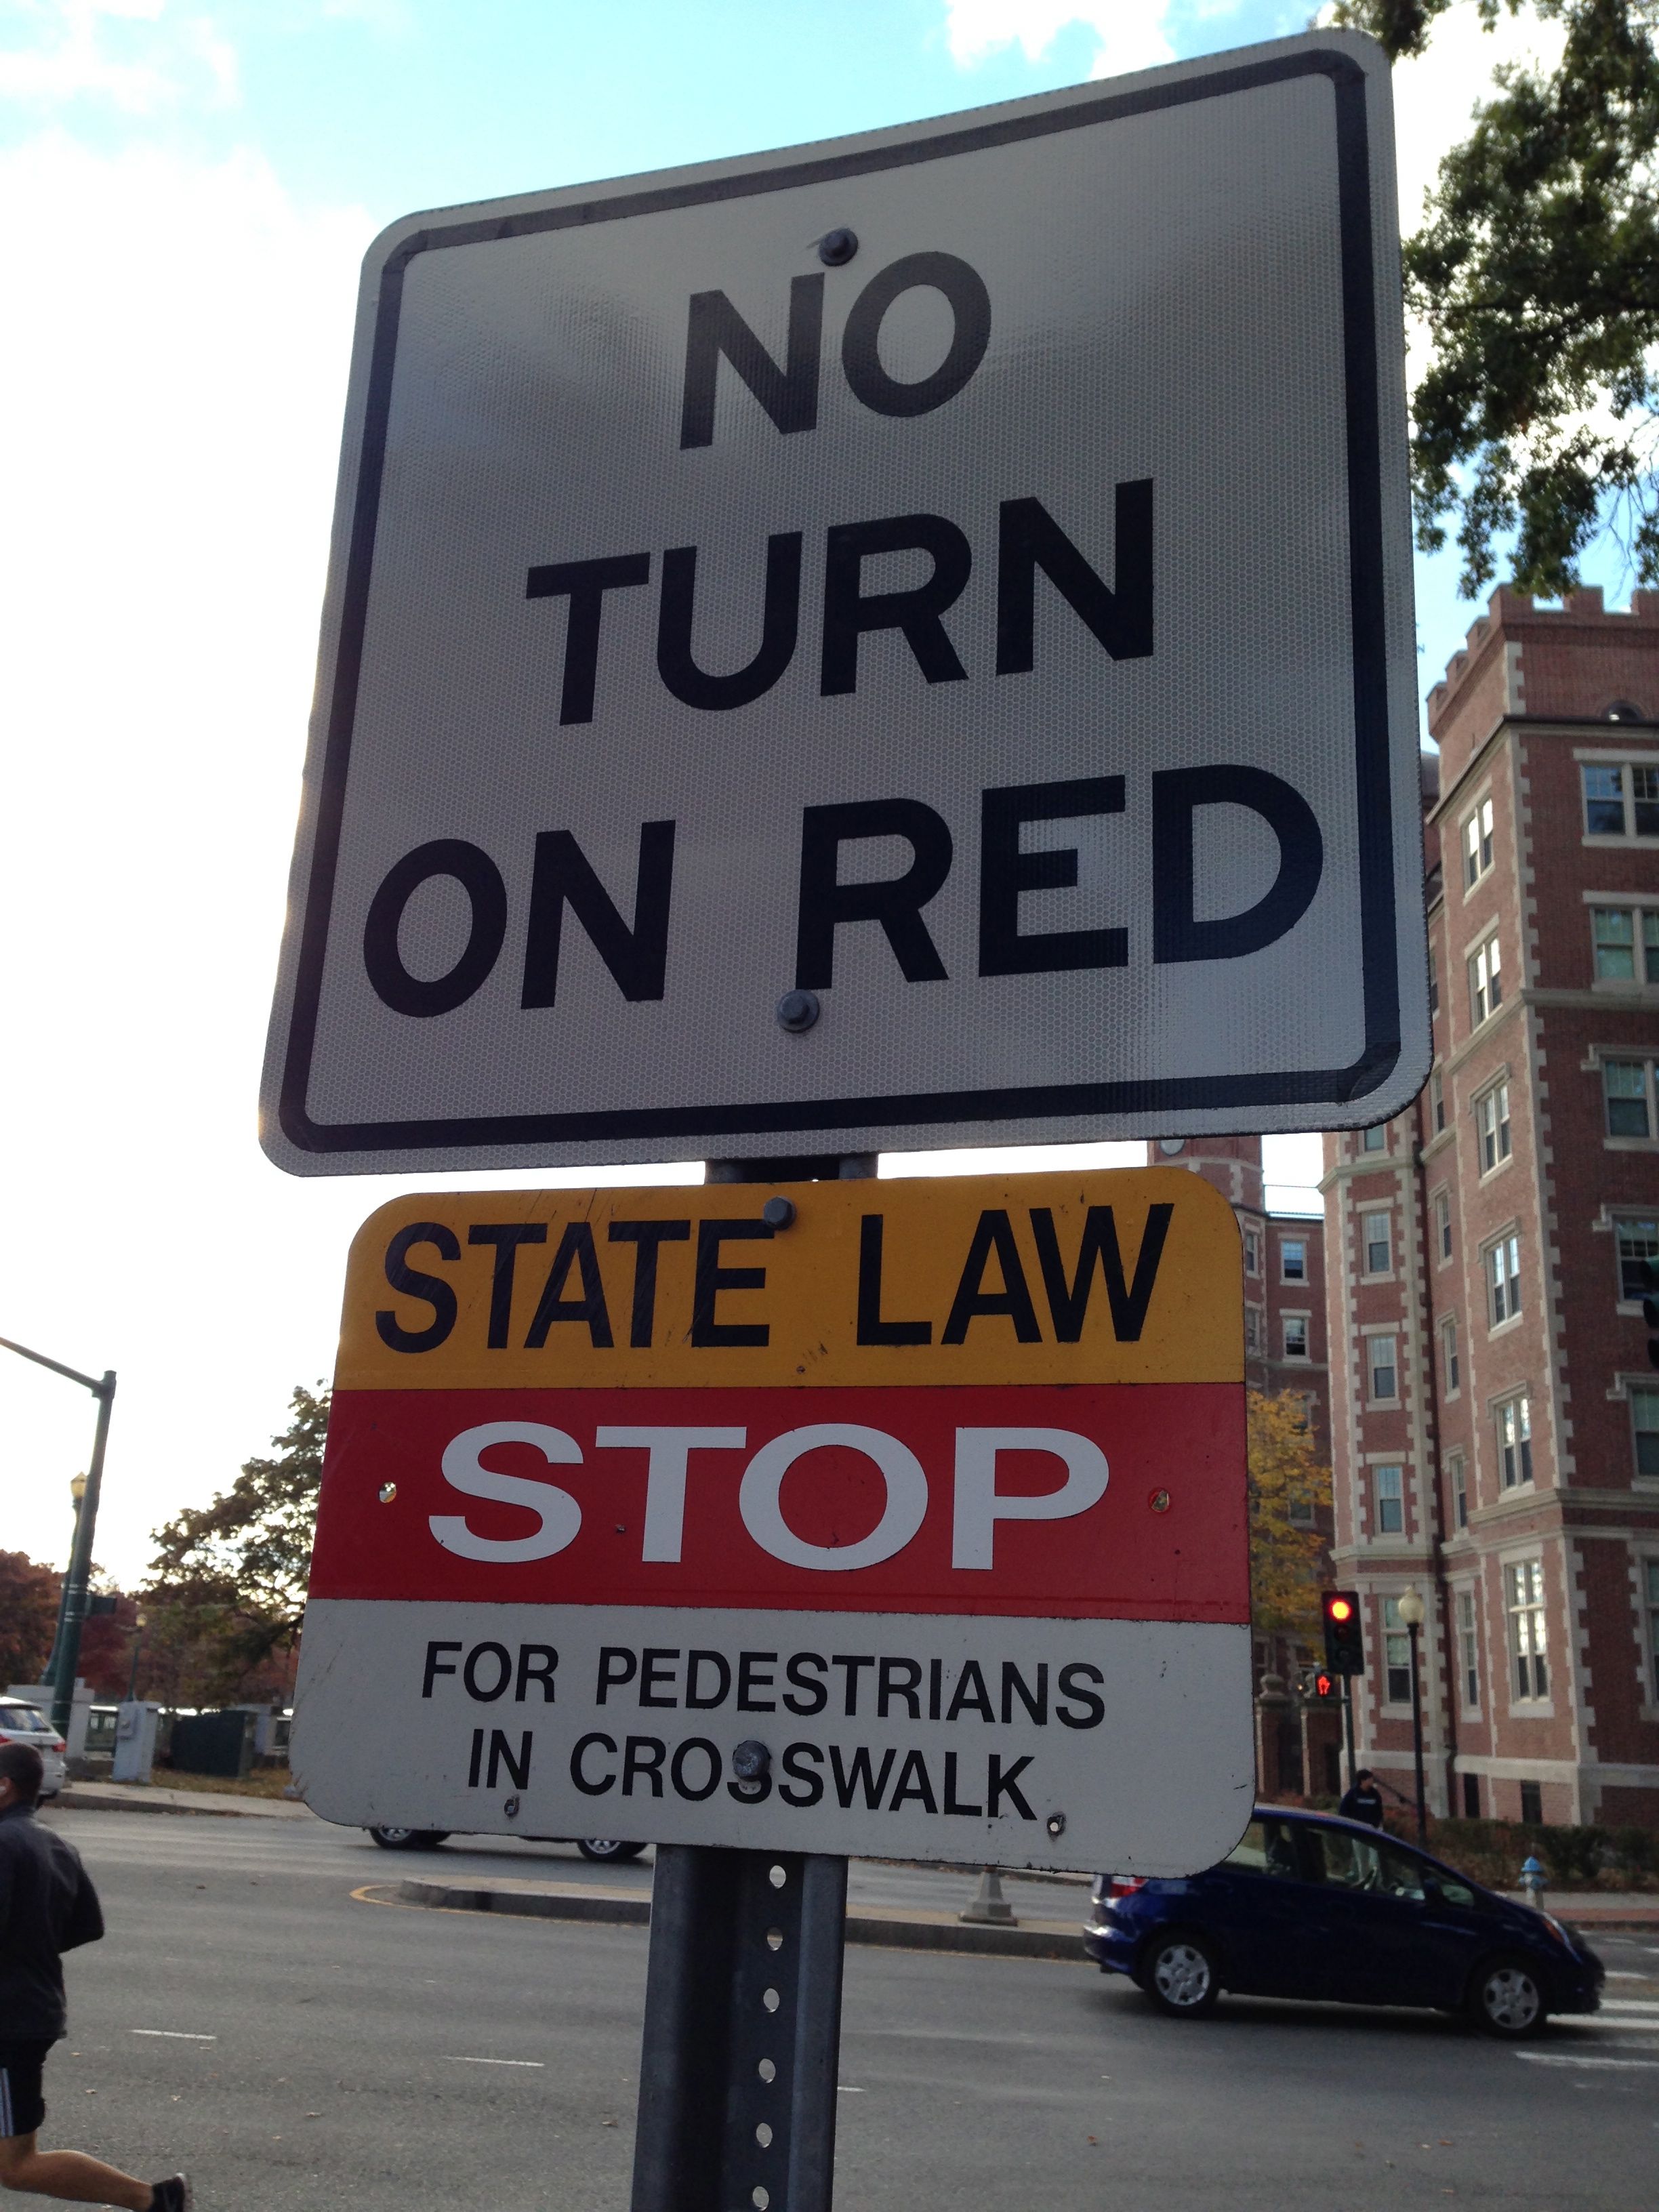 NO
TURN
ON RED
STATE LAW
STOP
FOR PEDESTRIANS
IN CROSSWALK